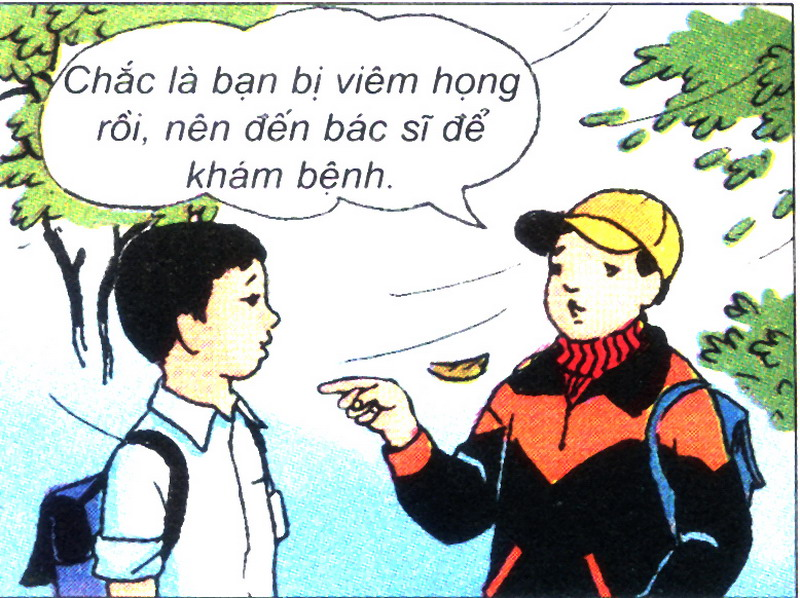 Chắc là bạn bị viêm họng
rồi, nên đến bác sĩ để
khám bệnh.